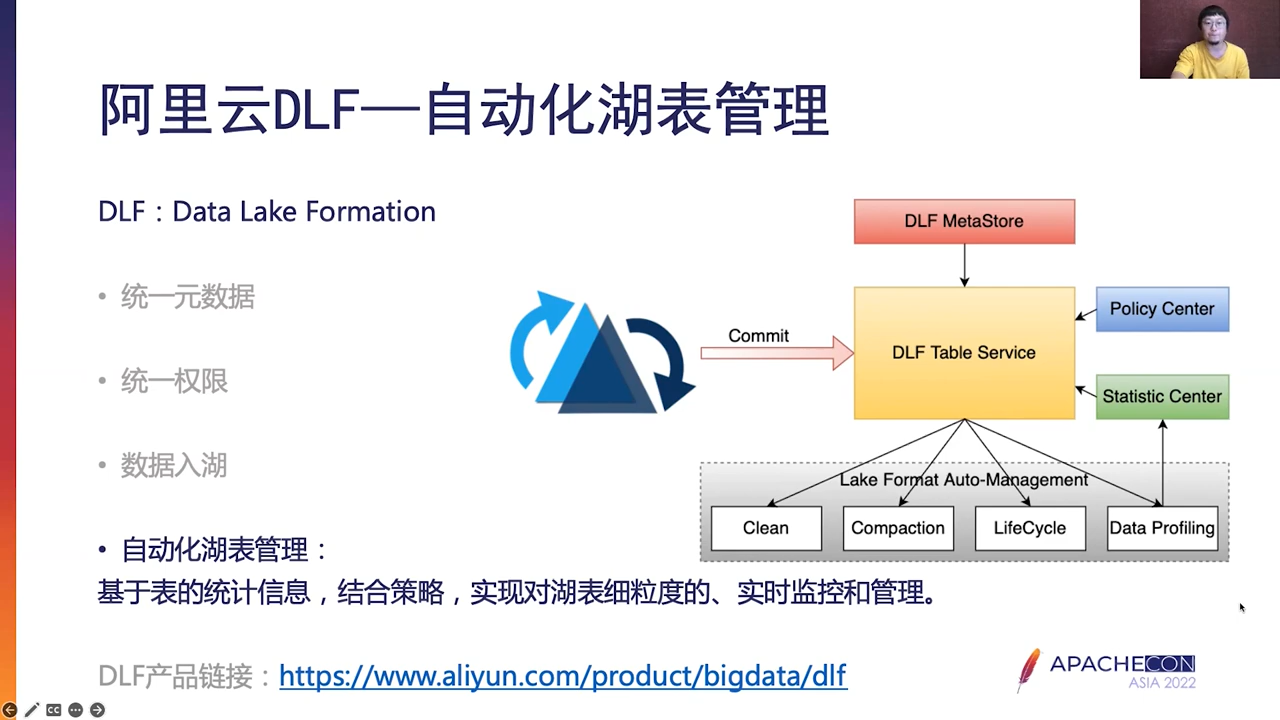 阿里云DLF—自动化湖表管理
DLF：Data Lake Formation
• 统一元数据
• 统一权限
• 数据入湖
• 自动化湖表管理：
基于表的统计信息，结合策略，实现对湖表细粒度的、实时监控和管理。
DLF产品链接：https://www.aliyun.com/product/bigdata/dlf
DLF MetaStore
Commit
DLF Table Service
Policy Center
Statistic Center
Lake Format Auto-Management
Clean
Compaction
LifeCycle
Data Profiling
APACHECON
ASIA 2022
CC